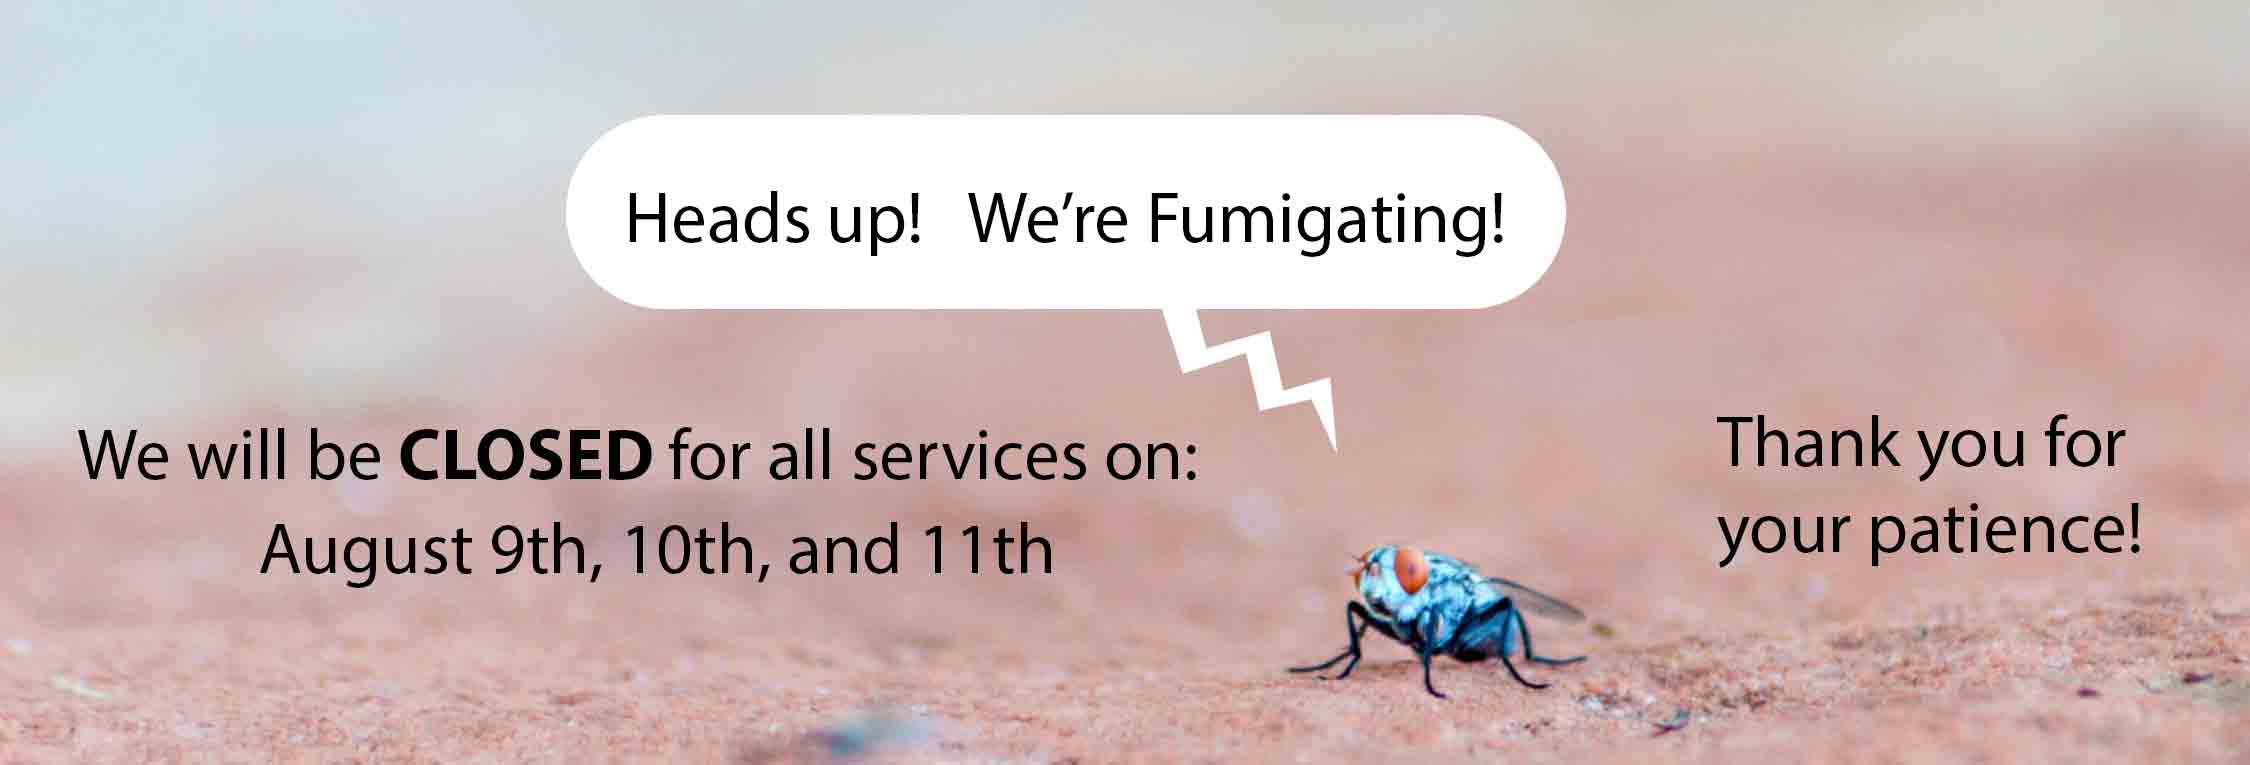 Heads up!   We’re Fumigating!
We will be CLOSED for all services on:
August 9th, 10th, and 11th
Thank you for
your patience!